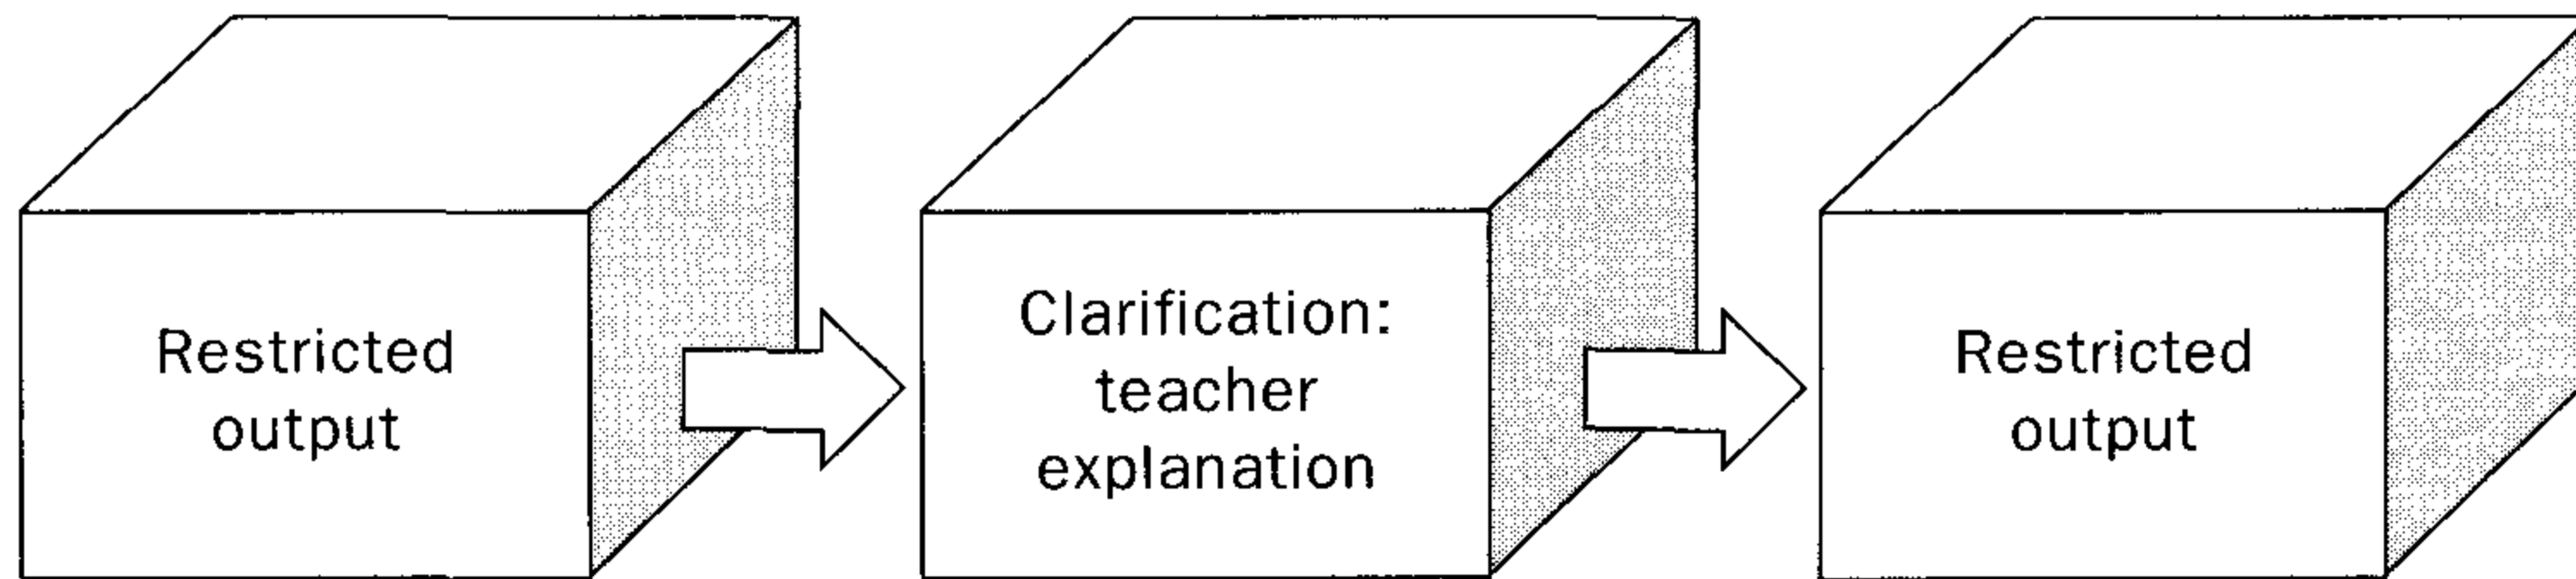 Restricted
output
Clarification:
teacher
explanation
Restricted
output